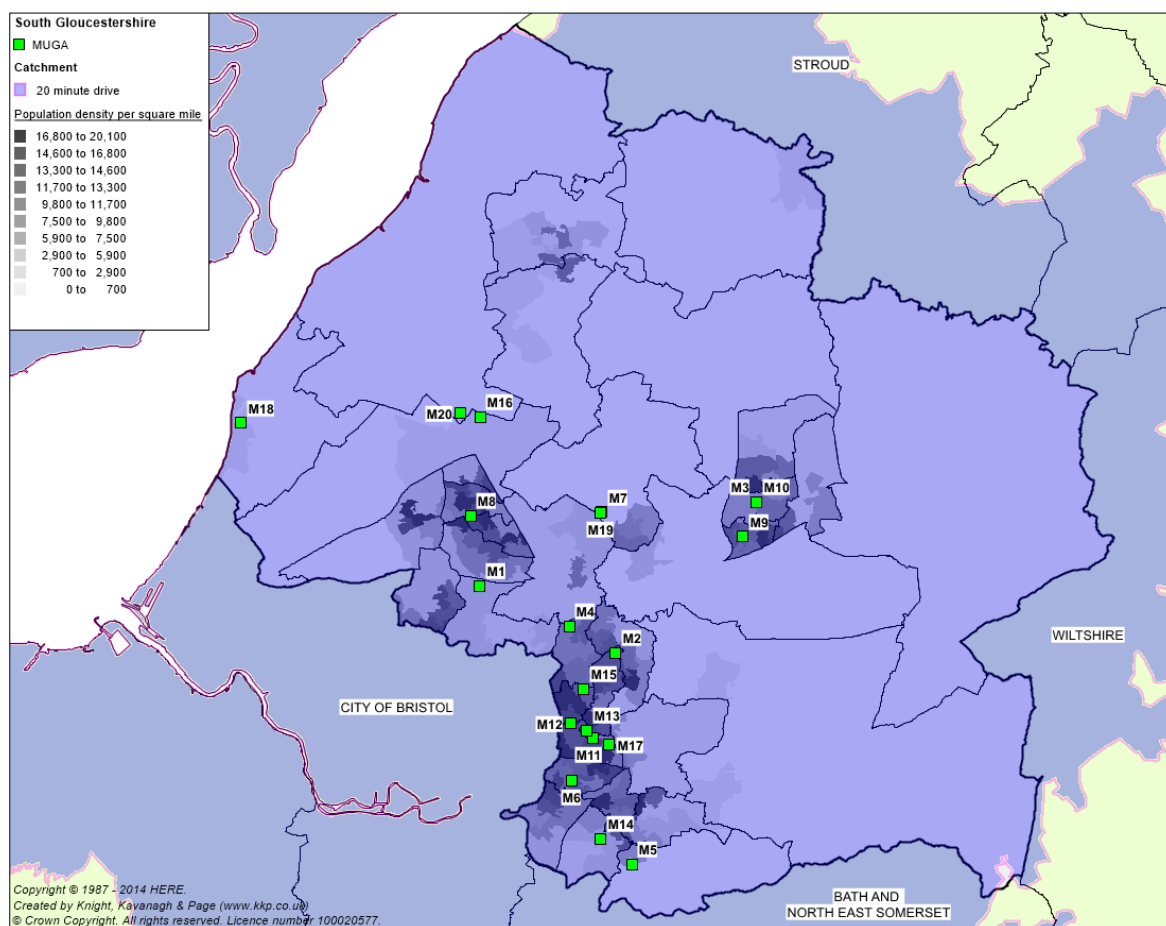 South Gloucestershire
MUGA
Catchment
20 minute drive
Population density per square mile
16,800 to 20,100
14,600 to 16,800
13,300 to 14,600
11,700 to 13,300
9,800 to 11,700
7,500 to 9,800
5,900 to 7,500
2,900 to 5,900
700 to 2,900
0 to 700
STROUD
M18
M20
M16
M3
M10
M8
M7
M19
M9
M1
M4
M2
WILTSHIRE
M15
CITY OF BRISTOL
M12
M13
M17
M11
M6
M14
M5
BATH AND
NORTH EAST SOMERSET
Copyright © 1987 - 2014 HERE.
Created by Knight, Kavanagh & Page (www.kkp.co.uk)
© Crown Copyright. All rights reserved. Licence number 100020577.